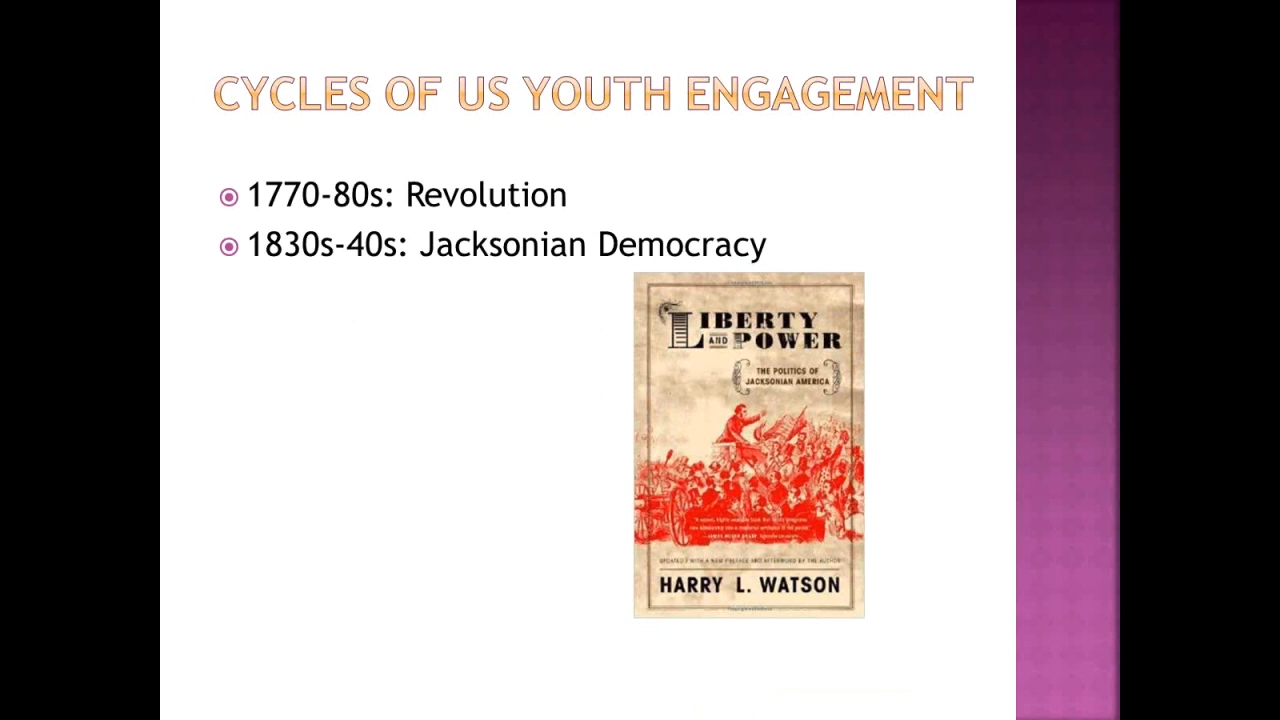 CYCLES OF US YOUTH ENGAGEMENT
1770-80s: Revolution
1830s-40s: Jacksonian Democracy
LIBERTY
AND POWER
THE POLITICS OF
JACKSONIAN AMERICA
UPDATED WITH A NEW PREFACE AND AFTERWORD BY THE AUTHOR
HARRY L. WATSON